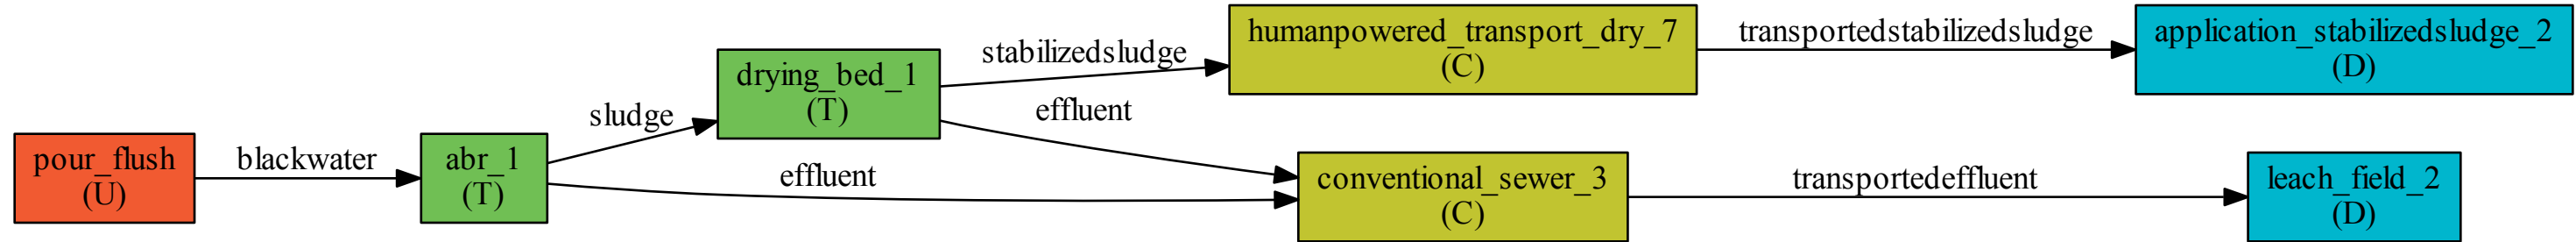 pour_flush
(U)
blackwater
abr_1
(T)
sludge
effluent
drying_bed_1
(T)
stabilizedsludge
effluent
humanpowered_transport_dry_7
(C)
conventional_sewer_3
(C)
transportedstabilizedsludge
transportedeffluent
application_stabilizedsludge_2
(D)
leach_field_2
(D)